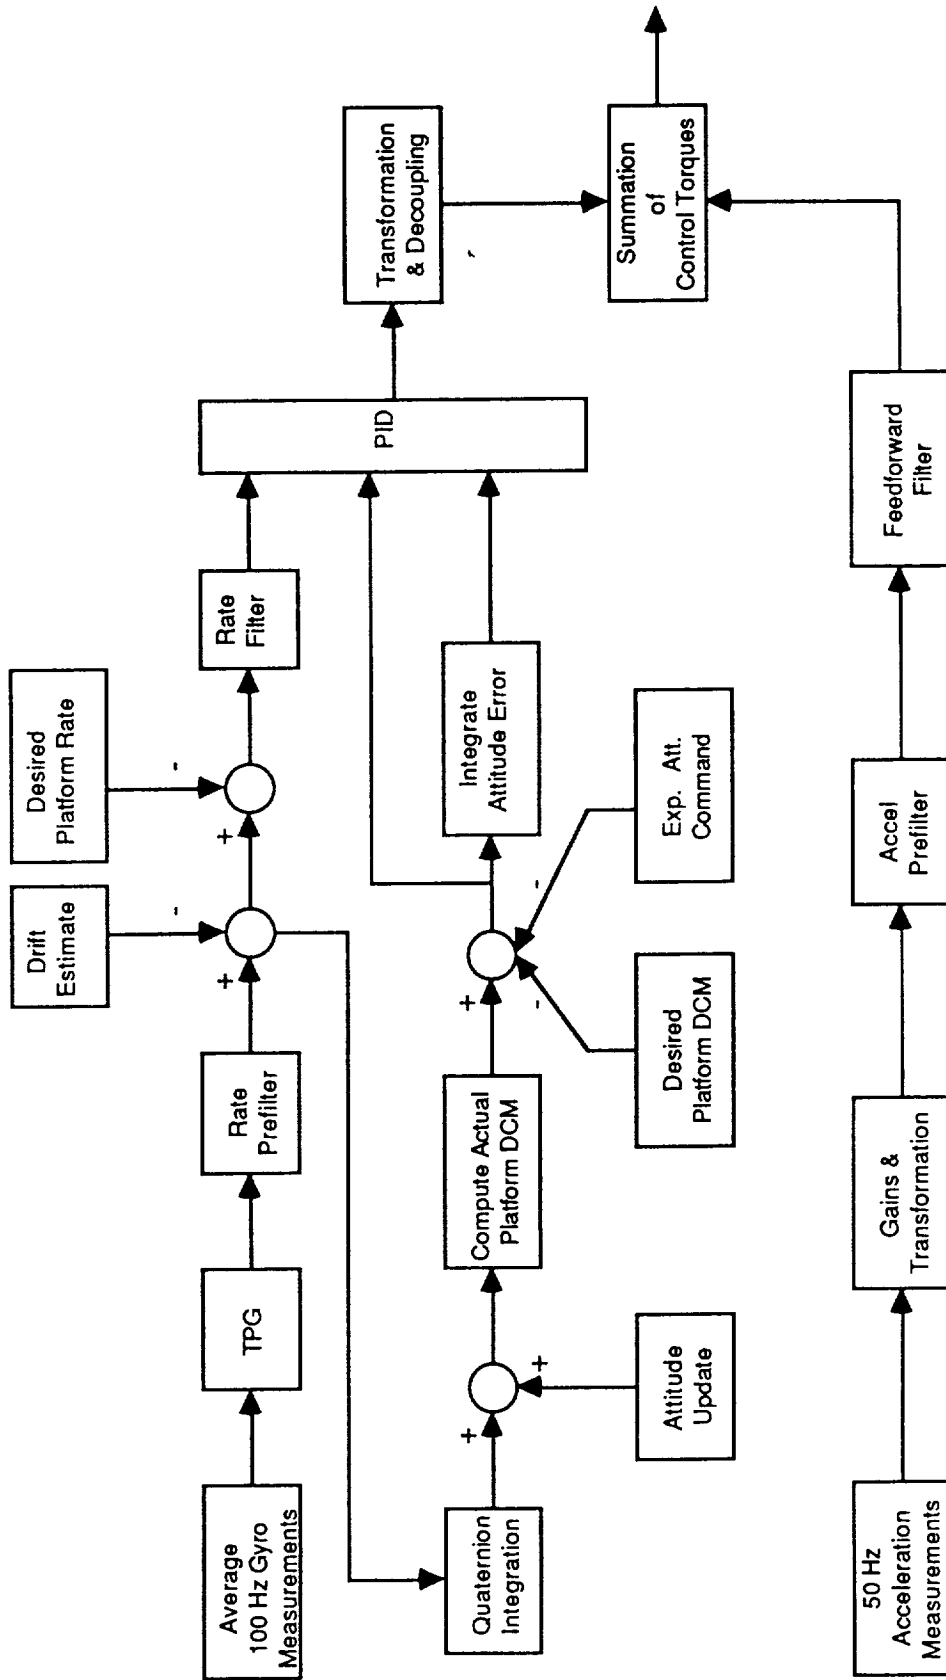 Average
100 Hz Gyro
Measurements
TPG
Rate
Prefilter
+
Drift
Estimate
-
+
Desired
Platform Rate
-
Rate
Filter
PID
Transformation
& Decoupling
Quaternion
Integration
+
+
Attitude
Update
Compute Actual
Platform DCM
+
-
-
Desired
Platform DCM
Exp. Att.
Command
Integrate
Attitude Error
Summation
of
Control Torques
50 Hz
Acceleration
Measurements
Gains &
Transformation
Accel
Prefilter
Feedforward
Filter